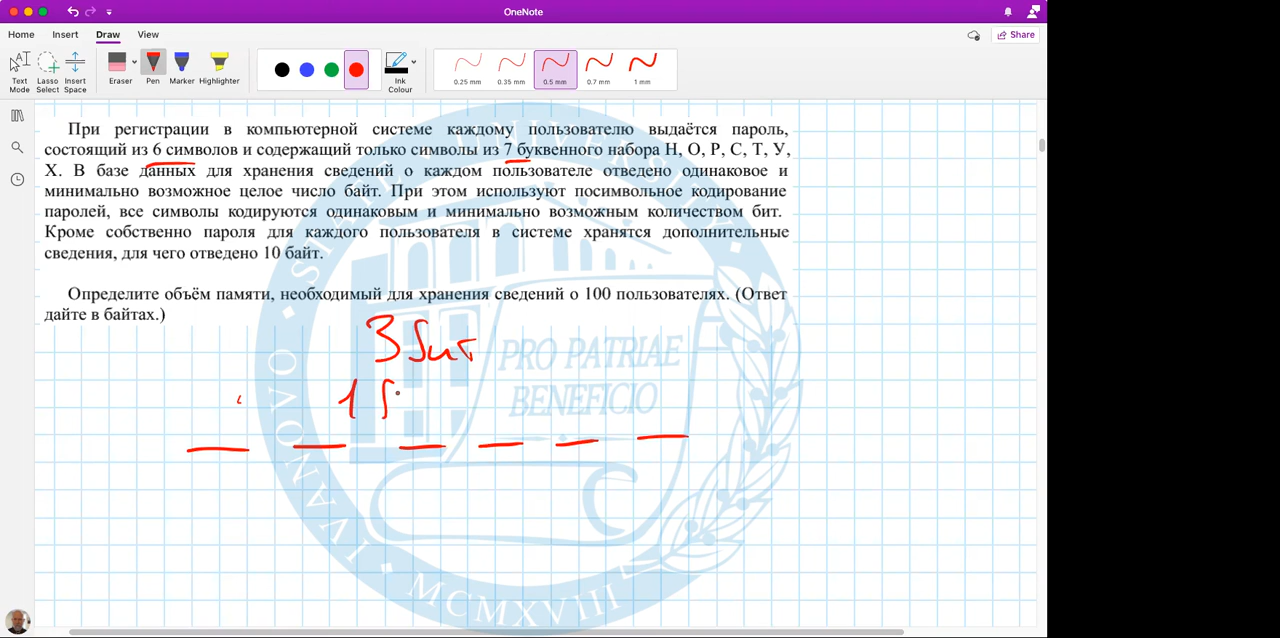 OneNote
Home Insert Draw View
Share
Text Mode Lasso Select Insert Space Eraser Pen Marker Highlighter Ink Colour 0.25 mm 0.35 mm 0.5 mm 0.7 mm 1 mm
При регистрации в компьютерной системе каждому пользователю выдаётся пароль,
состоящий из 6 символов и содержащий только символы из 7 буквенного набора Н, О, Р, С, Т, У,
Х. В базе данных для хранения сведений о каждом пользователе отведено одинаковое и
минимально возможное целое число байт. При этом используют посимвольное кодирование
паролей, все символы кодируются одинаковым и минимально возможным количеством бит.
Кроме собственно пароля для каждого пользователя в системе хранятся дополнительные
сведения, для чего отведено 10 байт.
Определите объём памяти, необходимый для хранения сведений о 100 пользователях. (Ответ
дайте в байтах.)
3 бит
1
PRO PATRIAE
BENEFICIO
STATE UNIVERSITY
IVANOVO
MCMXVIII